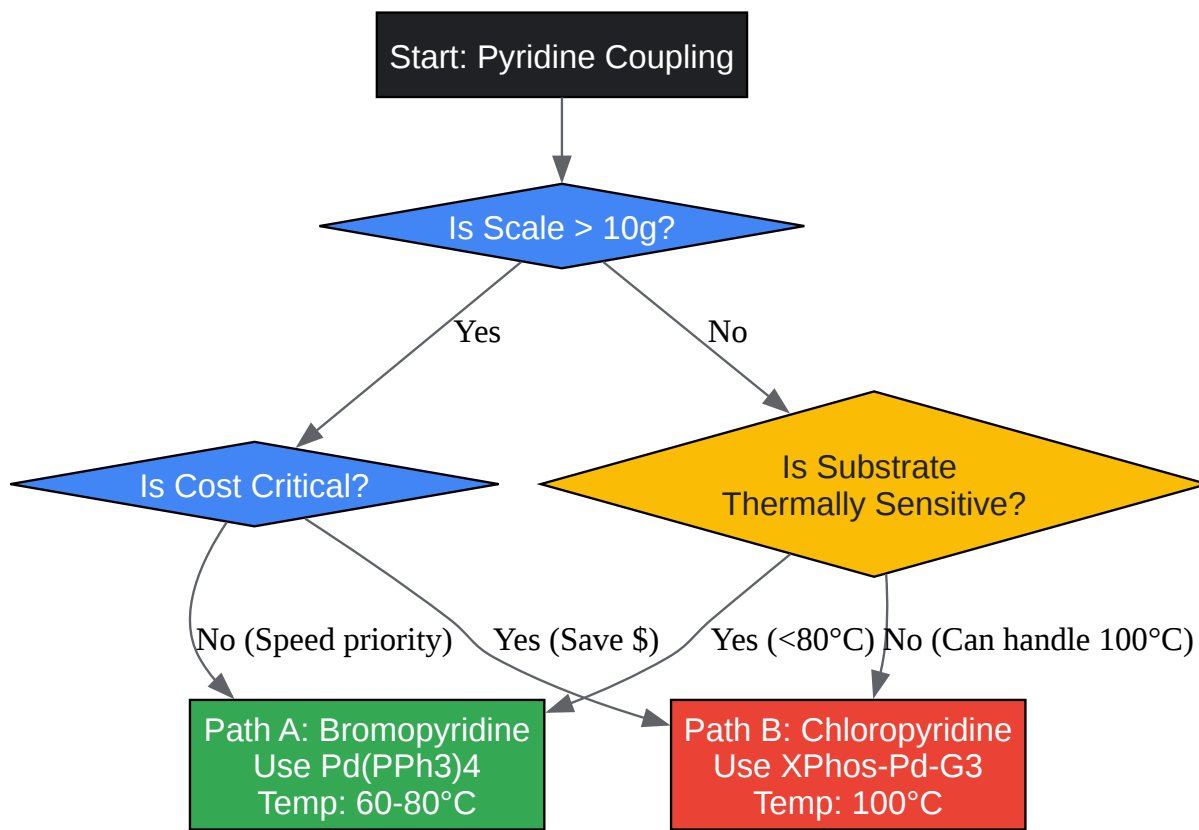 Start: Pyridine Coupling
Is Scale > 10g?
Yes
No
Is Cost Critical?
Is Substrate
Thermally Sensitive?
No (Speed priority)
Yes (Save $)
Yes (<80°C)
No (Can handle 100°C)
Path A: Bromopyridine
Use Pd(PPh3)4
Temp: 60-80°C
Path B: Chloropyridine
Use XPhos-Pd-G3
Temp: 100°C